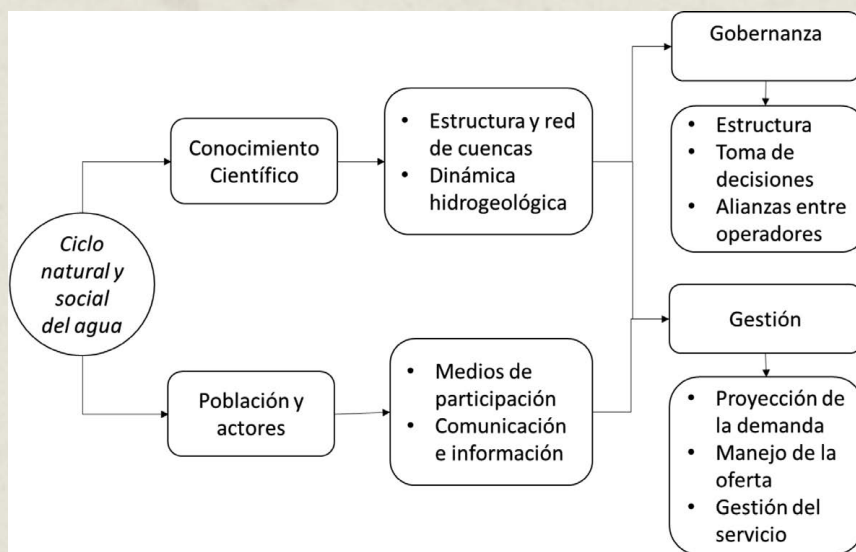 Ciclo
natural y
social
del agua
Conocimiento
Científico
• Estructura y red
de cuencas
• Dinámica
hidrogeológica
Población y
actores
• Medios de
participación
• Comunicación
e información
Gobernanza
• Estructura
• Toma de
decisiones
• Alianzas entre
operadores
Gestión
• Proyección de
la demanda
• Manejo de la
oferta
• Gestión del
servicio